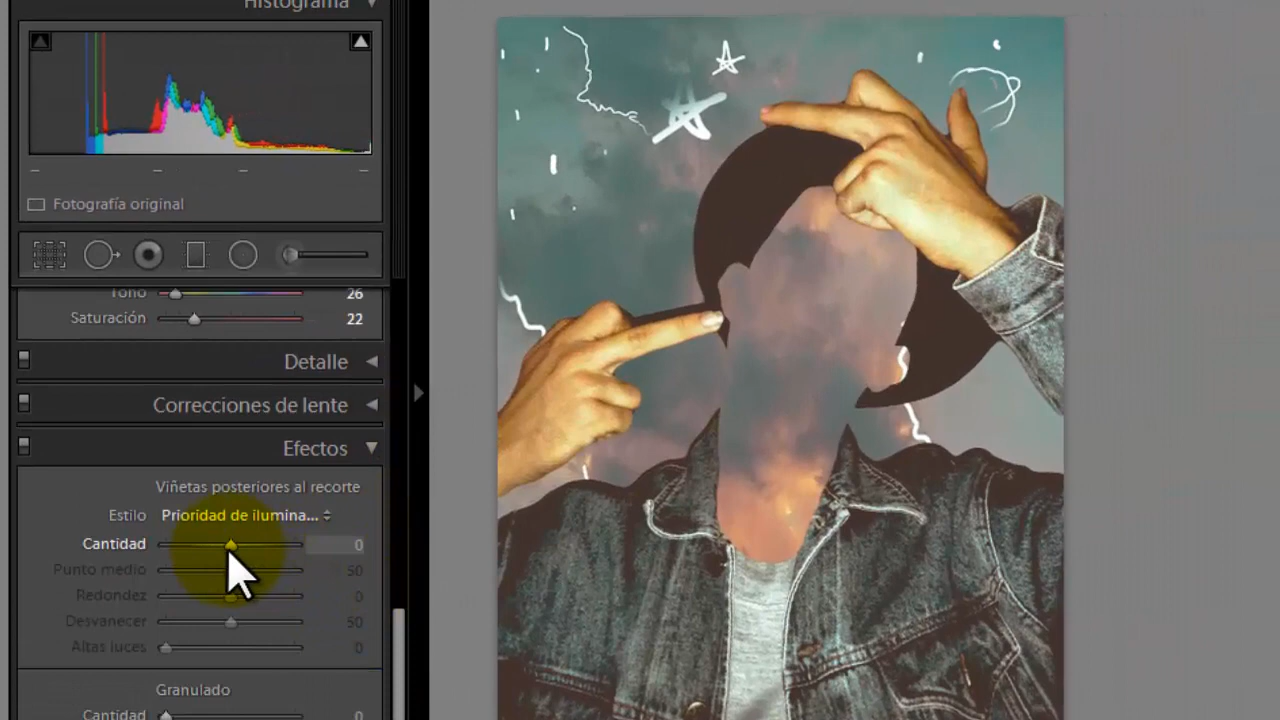 Histograma
Fotografía original
Tono 26
Saturación 22
Detalle
Correcciones de lente
Efectos
Viñetas posteriores al recorte
Estilo Prioridad de ilumina...
Cantidad 0
Punto medio 50
Redondez 0
Desvanecer 50
Altas luces 0
Granulado
Cantidad 0